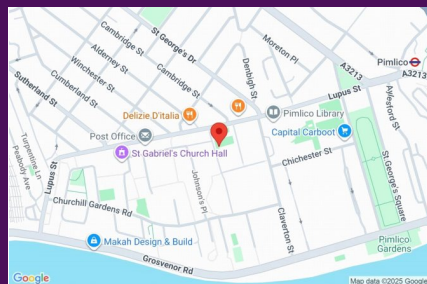 Cambridge St
St George's Dr
Moreton Pl
A3213
Pimlico
A3213
Alderney St
Winchester St
Cumberland St
Sutherland St
Cambridge St
Denbigh St
Lupus St
Aylesford St
Delizie D'italia
Pimlico Library
Post Office
Capital Carboot
St Gabriel's Church Hall
Chichester St
Turpentine Ln
Peabody Ave
Lupus St
Johnson's Pl
St George's Square
Churchill Gardens Rd
Claverton St
Makah Design & Build
Pimlico
Gardens
Grosvenor Rd
Google
Map data ©2025 Google